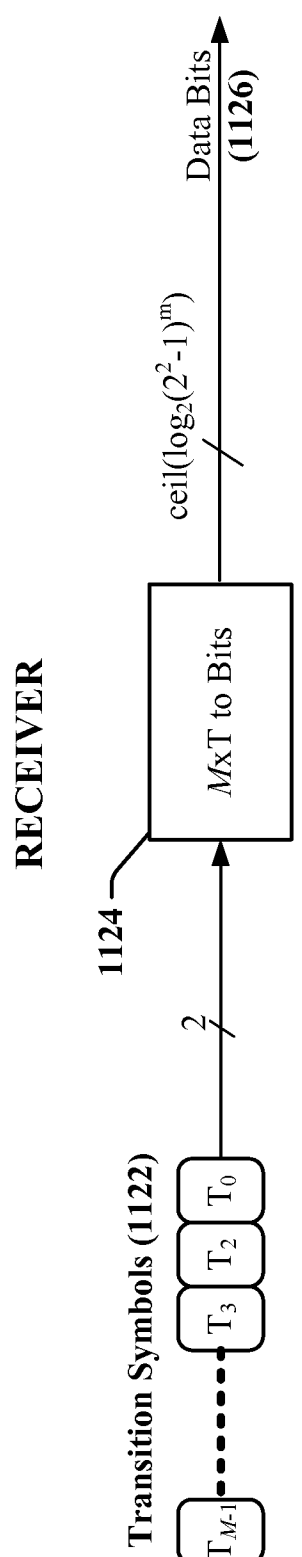 RECEIVER
Transition Symbols (1122)
T_{M-1}
T_3
T_2
T_0
2
1124
MxT to Bits
ceil(log_2(2^2-1)^m)
Data Bits
(1126)